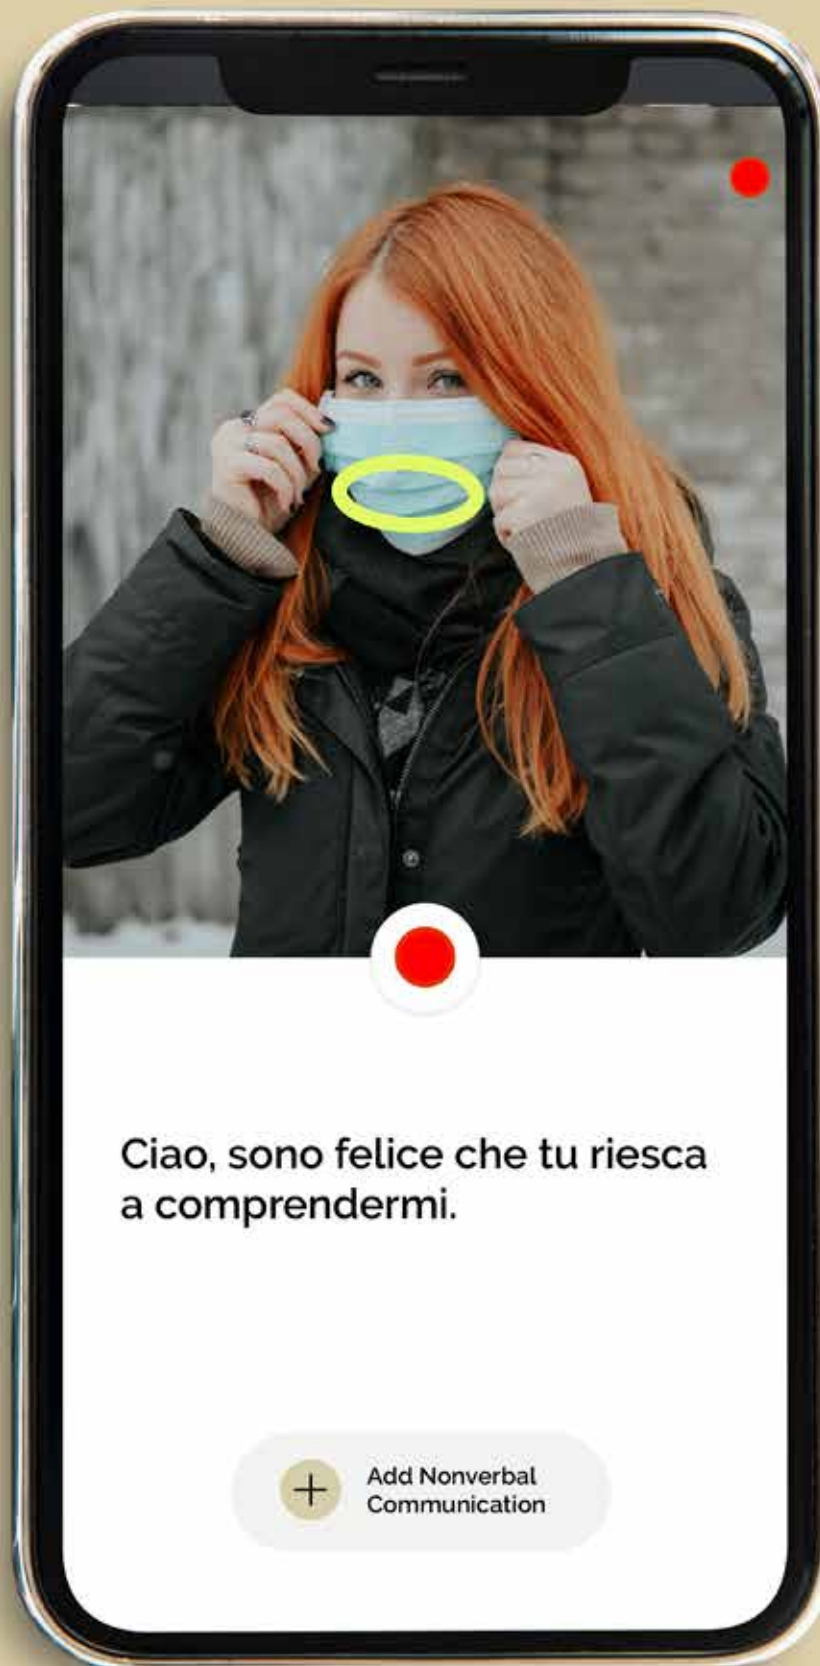 Ciao, sono felice che tu riesca
a comprendermi.
Add Nonverbal
Communication